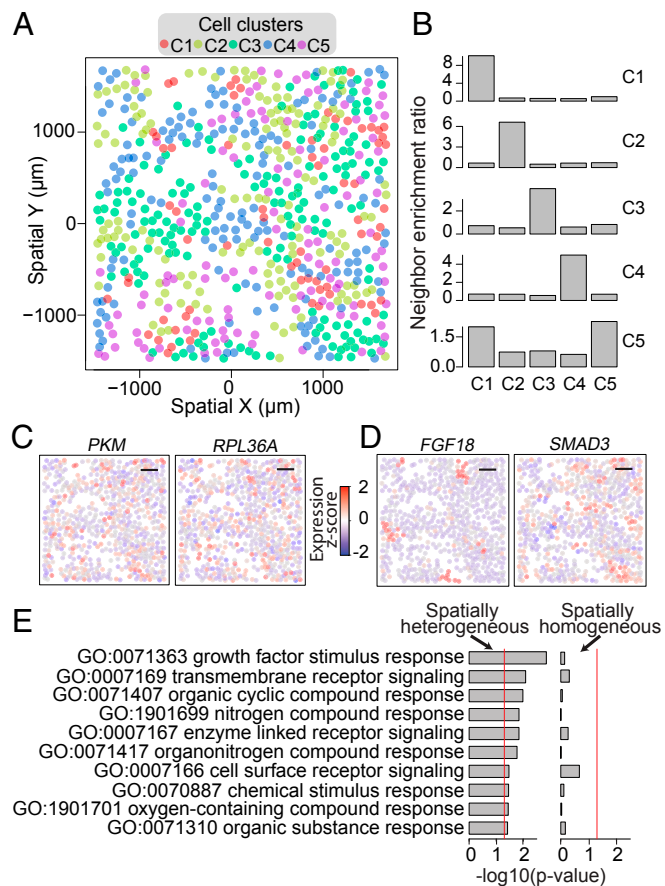 A
Cell clusters
C1 C2 C3 C4 C5
Spatial Y (µm)
1000
0
−1000
−1000 0 1000
Spatial X (µm)
B
Neighbor enrichment ratio
8
4
0
C1
6
3
0
C2
2
0
C3
4
2
0
C4
1.5
0.0
C5
C1 C2 C3 C4 C5
C
PKM RPL36A
Expression
z-score
2
0
-2
D
FGF18 SMAD3
E
Spatially
heterogeneous
Spatially
homogeneous
GO:0071363 growth factor stimulus response
GO:0007169 transmembrane receptor signaling
GO:0071407 organic cyclic compound response
GO:1901699 nitrogen compound response
GO:0007167 enzyme linked receptor signaling
GO:0071417 organonitrogen compound response
GO:0007166 cell surface receptor signaling
GO:0070887 chemical stimulus response
GO:1901701 oxygen-containing compound response
GO:0071310 organic substance response
0 1 2 0 1 2
-log10(p-value)